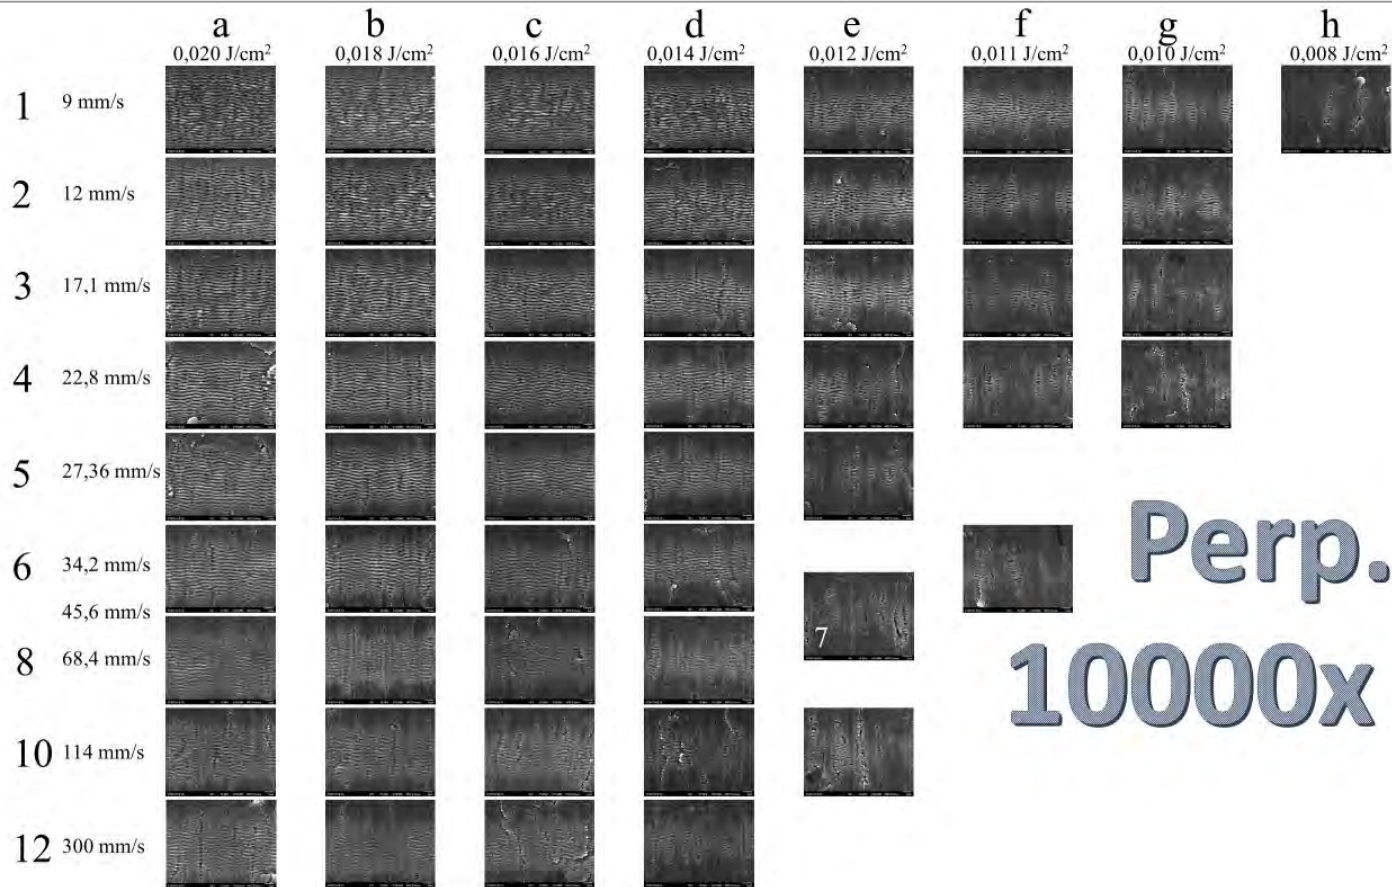 a b c d e f g h
0,020 J/cm² 0,018 J/cm² 0,016 J/cm² 0,014 J/cm² 0,012 J/cm² 0,011 J/cm² 0,010 J/cm² 0,008 J/cm²
1 9 mm/s
2 12 mm/s
3 17,1 mm/s
4 22,8 mm/s
5 27,36 mm/s
6 34,2 mm/s
45,6 mm/s
7
8 68,4 mm/s
10 114 mm/s
12 300 mm/s
Perp.
10000x